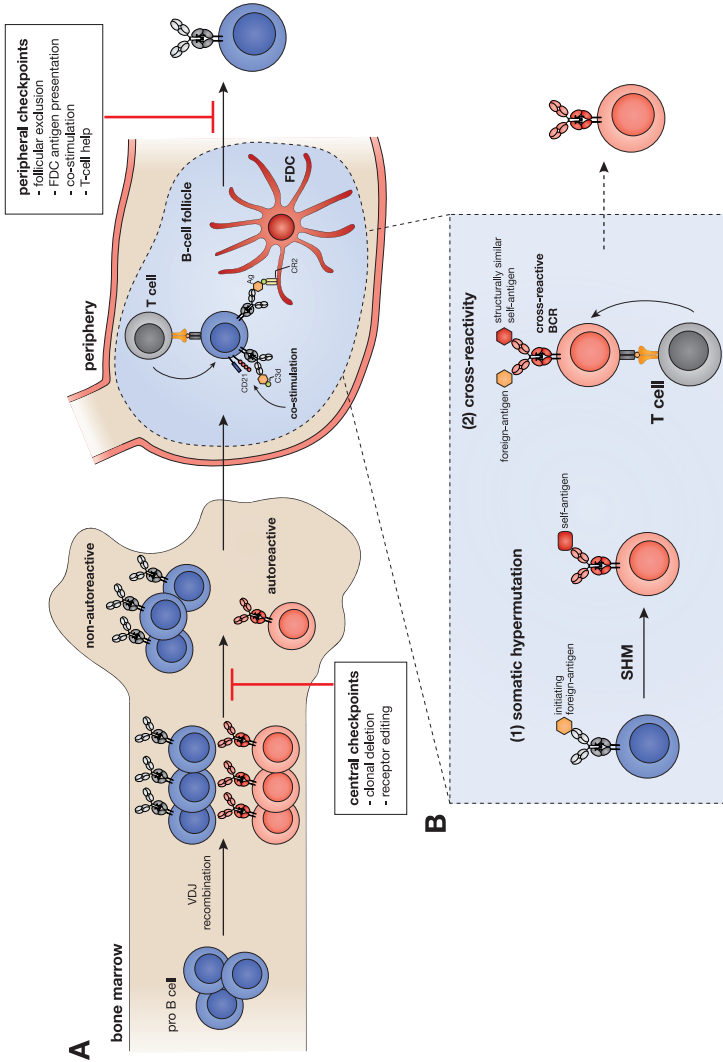 A
bone marrow
pro B cell
VDJ
recombination
central checkpoints
- clonal deletion
- receptor editing
non-autoreactive
autoreactive
periphery
T cell
B-cell follicle
CD21
C3d
co-stimulation
Ag
CR2
FDC
peripheral checkpoints
- follicular exclusion
- FDC antigen presentation
- co-stimulation
- T-cell help
B
(1) somatic hypermutation
initiating
foreign-antigen
SHM
self-antigen
(2) cross-reactivity
foreign-antigen
structurally similar
self-antigen
cross-reactive
BCR
T cell